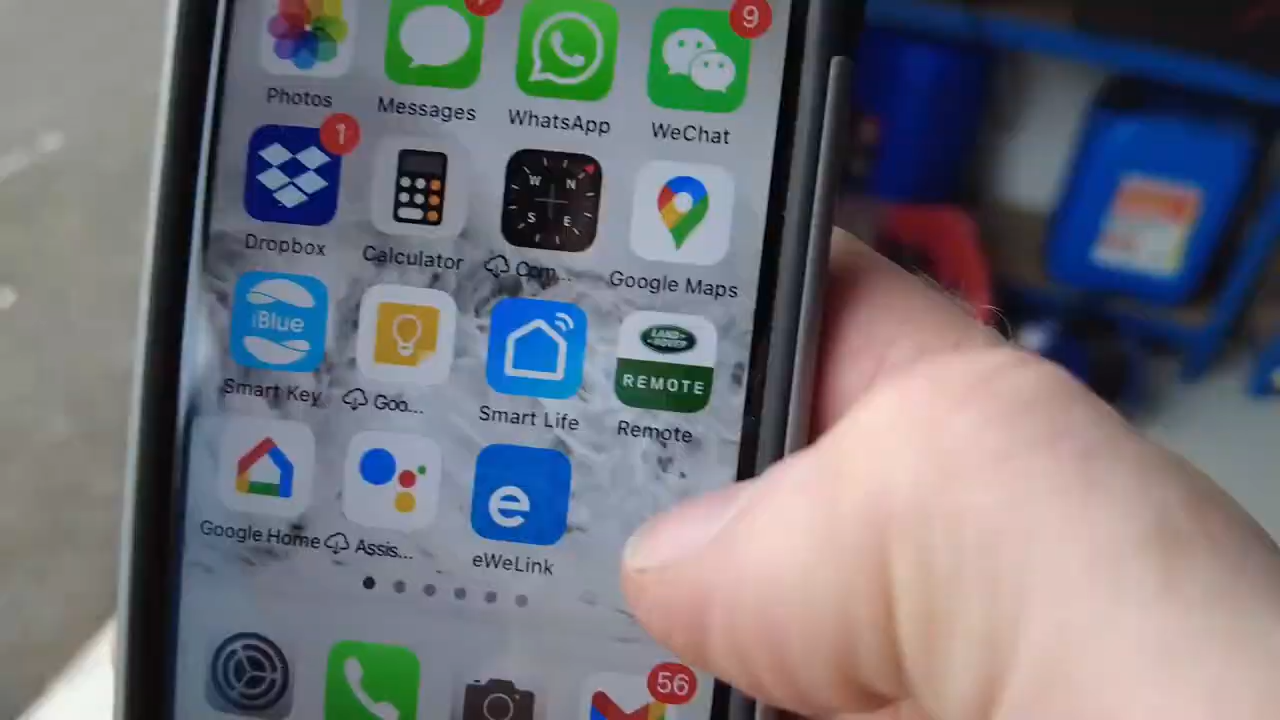 9
Photos
Messages
WhatsApp
WeChat
1
W N
S E
Dropbox
Calculator
Com...
Google Maps
iBlue
LAND-
ROVER
REMOTE
Smart Key
Goo...
Smart Life
Remote
e
Google Home
Assis...
eWeLink
56